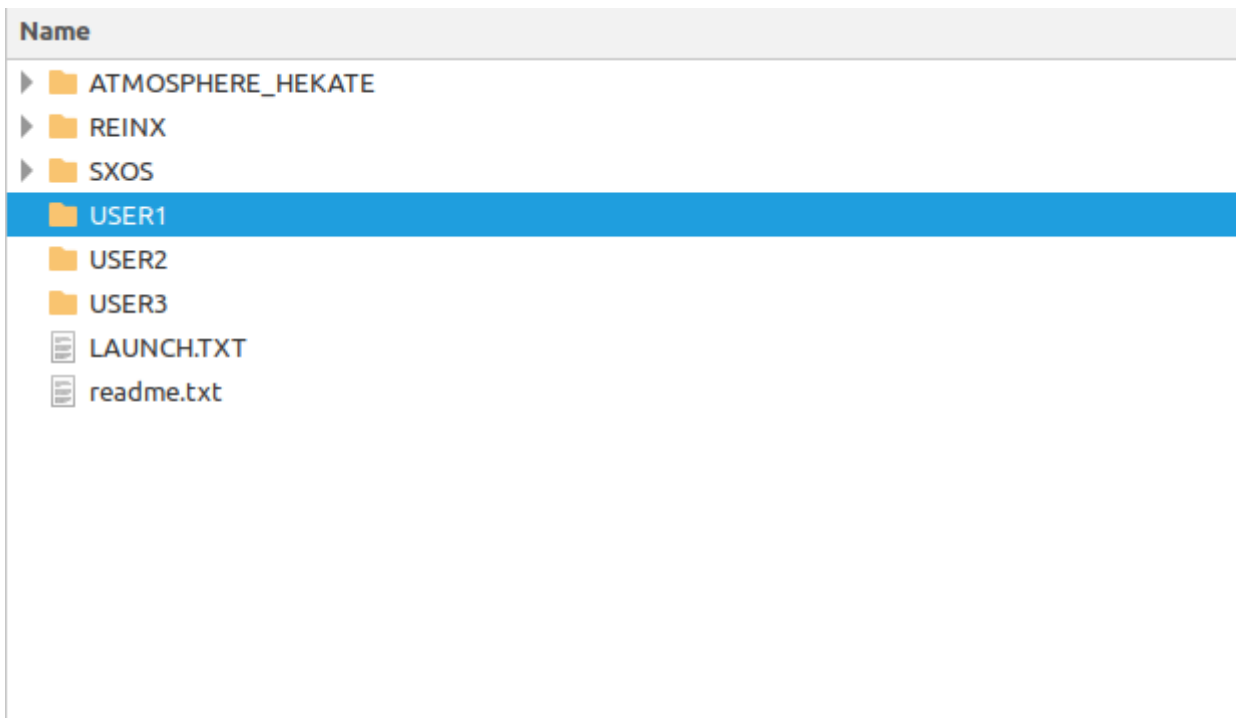 Name
ATMOSPHERE_HEKATE
REINX
SXOS
USER1
USER2
USER3
LAUNCH.TXT
readme.txt